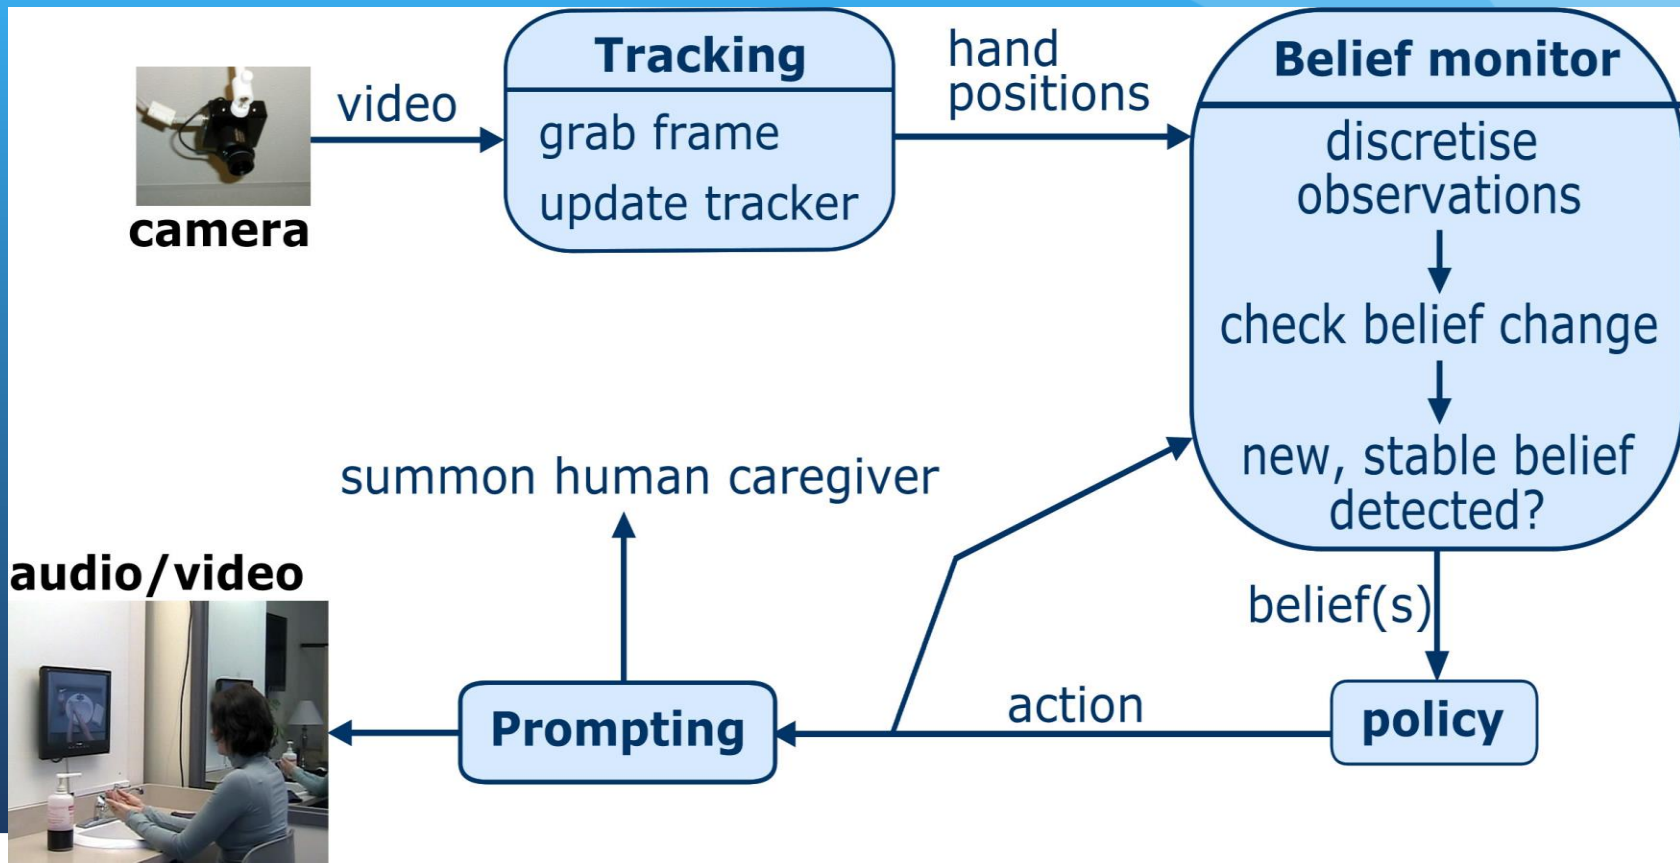 Tracking
grab frame
update tracker
video
camera
hand
positions
Belief monitor
discretise
observations
check belief change
new, stable belief
detected?
belief(s)
policy
action
Prompting
summon human caregiver
audio/video